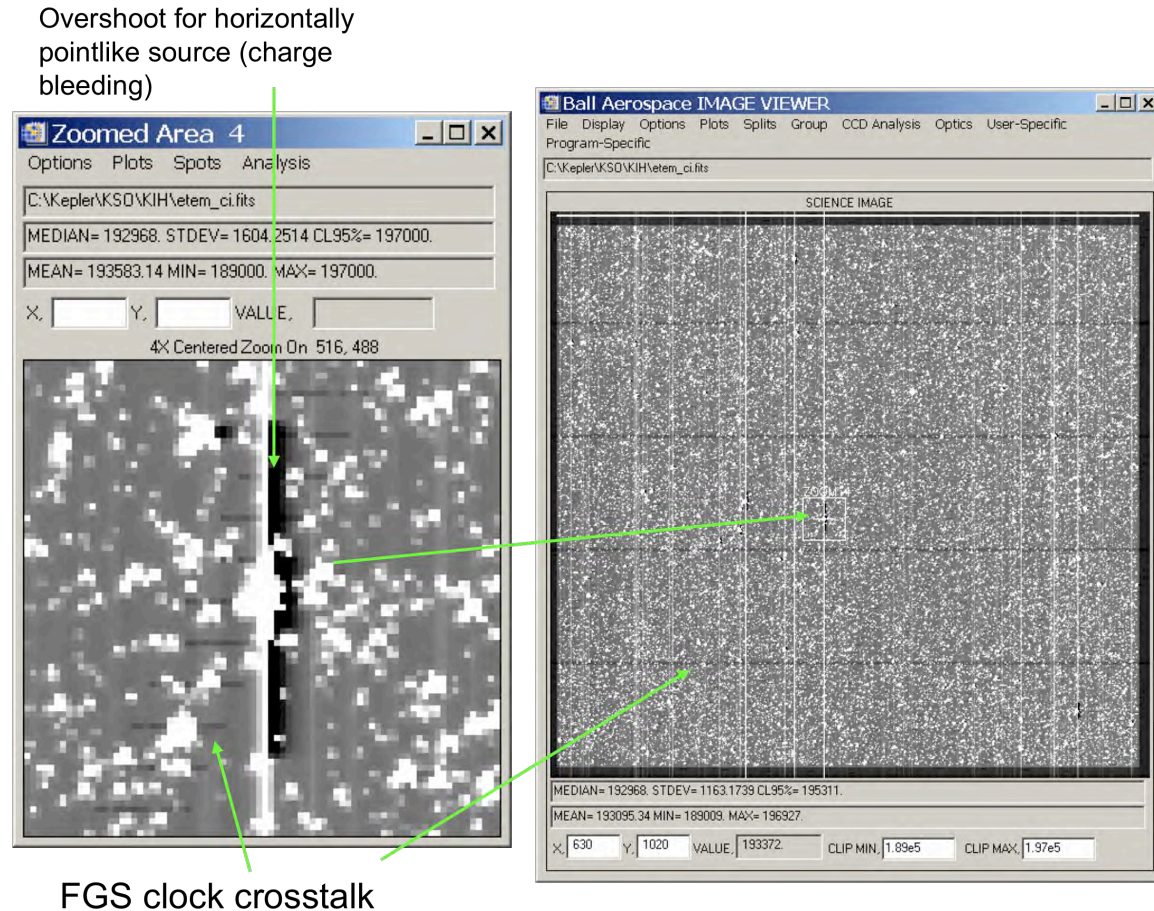 Overshoot for horizontally
pointlike source (charge
bleeding)
Zoomed Area 4
Options Plots Spots Analysis
C:\Kepler\KSO\KIH\etem_ci.fits
MEDIAN= 192968. STDEV= 1604.2514 CL95%= 197000.
MEAN= 193583.14 MIN= 189000. MAX= 197000.
X, Y, VALUE,
4X Centered Zoom On 516, 488
FGS clock crosstalk
Ball Aerospace IMAGE VIEWER
File Display Options Plots Splits Group CCD Analysis Optics User-Specific
Program-Specific
C:\Kepler\KSO\KIH\etem_ci.fits
SCIENCE IMAGE
MEDIAN= 192968. STDEV= 1163.1739 CL95%= 195311.
MEAN= 193095.34 MIN= 189009. MAX= 196927.
X, 630 Y, 1020 VALUE, 193372. CLIP MIN, 1.89e5 CLIP MAX, 1.97e5